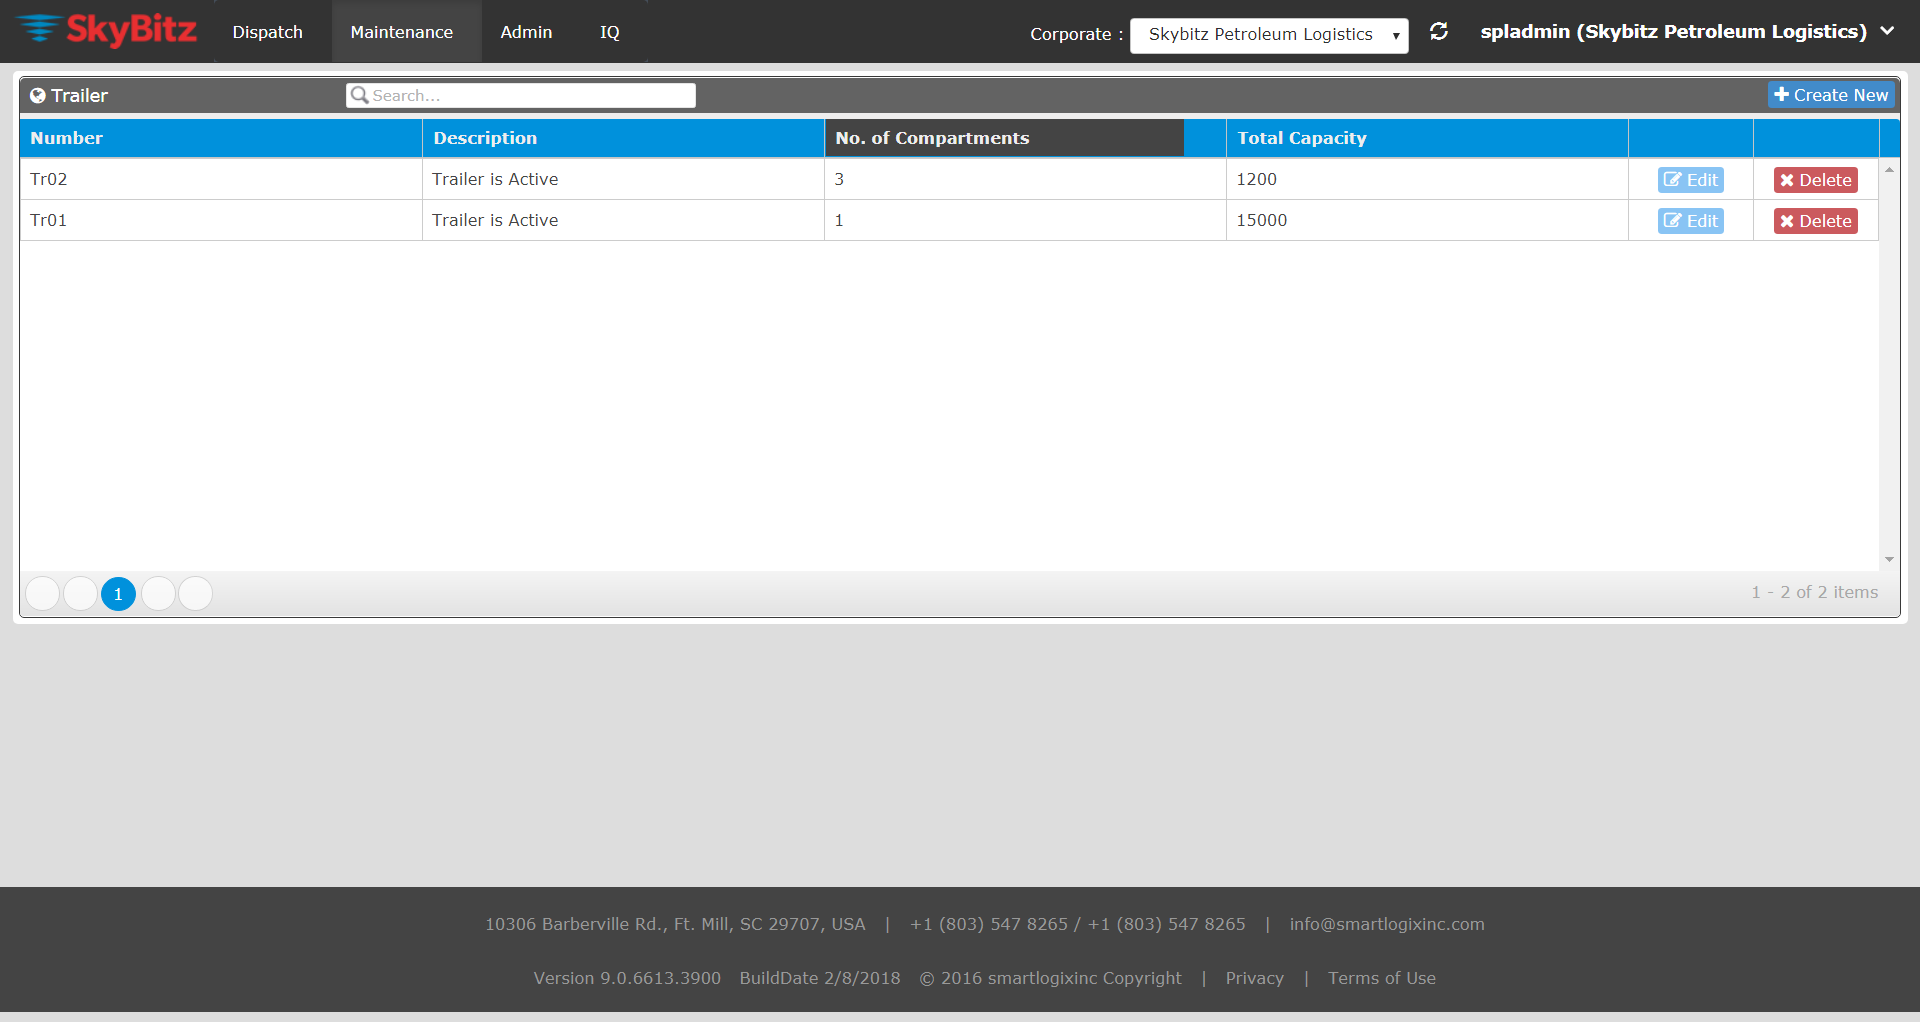 SkyBitz Dispatch Maintenance Admin IQ Corporate : Skybitz Petroleum Logistics spladmin (Skybitz Petroleum Logistics)
Trailer Search... Create New
Number Description No. of Compartments Total Capacity
Tr02 Trailer is Active 3 1200 Edit Delete
Tr01 Trailer is Active 1 15000 Edit Delete
1 1 - 2 of 2 items
10306 Barberville Rd., Ft. Mill, SC 29707, USA | +1 (803) 547 8265 / +1 (803) 547 8265 | info@smartlogixinc.com
Version 9.0.6613.3900 BuildDate 2/8/2018 © 2016 smartlogixinc Copyright | Privacy | Terms of Use